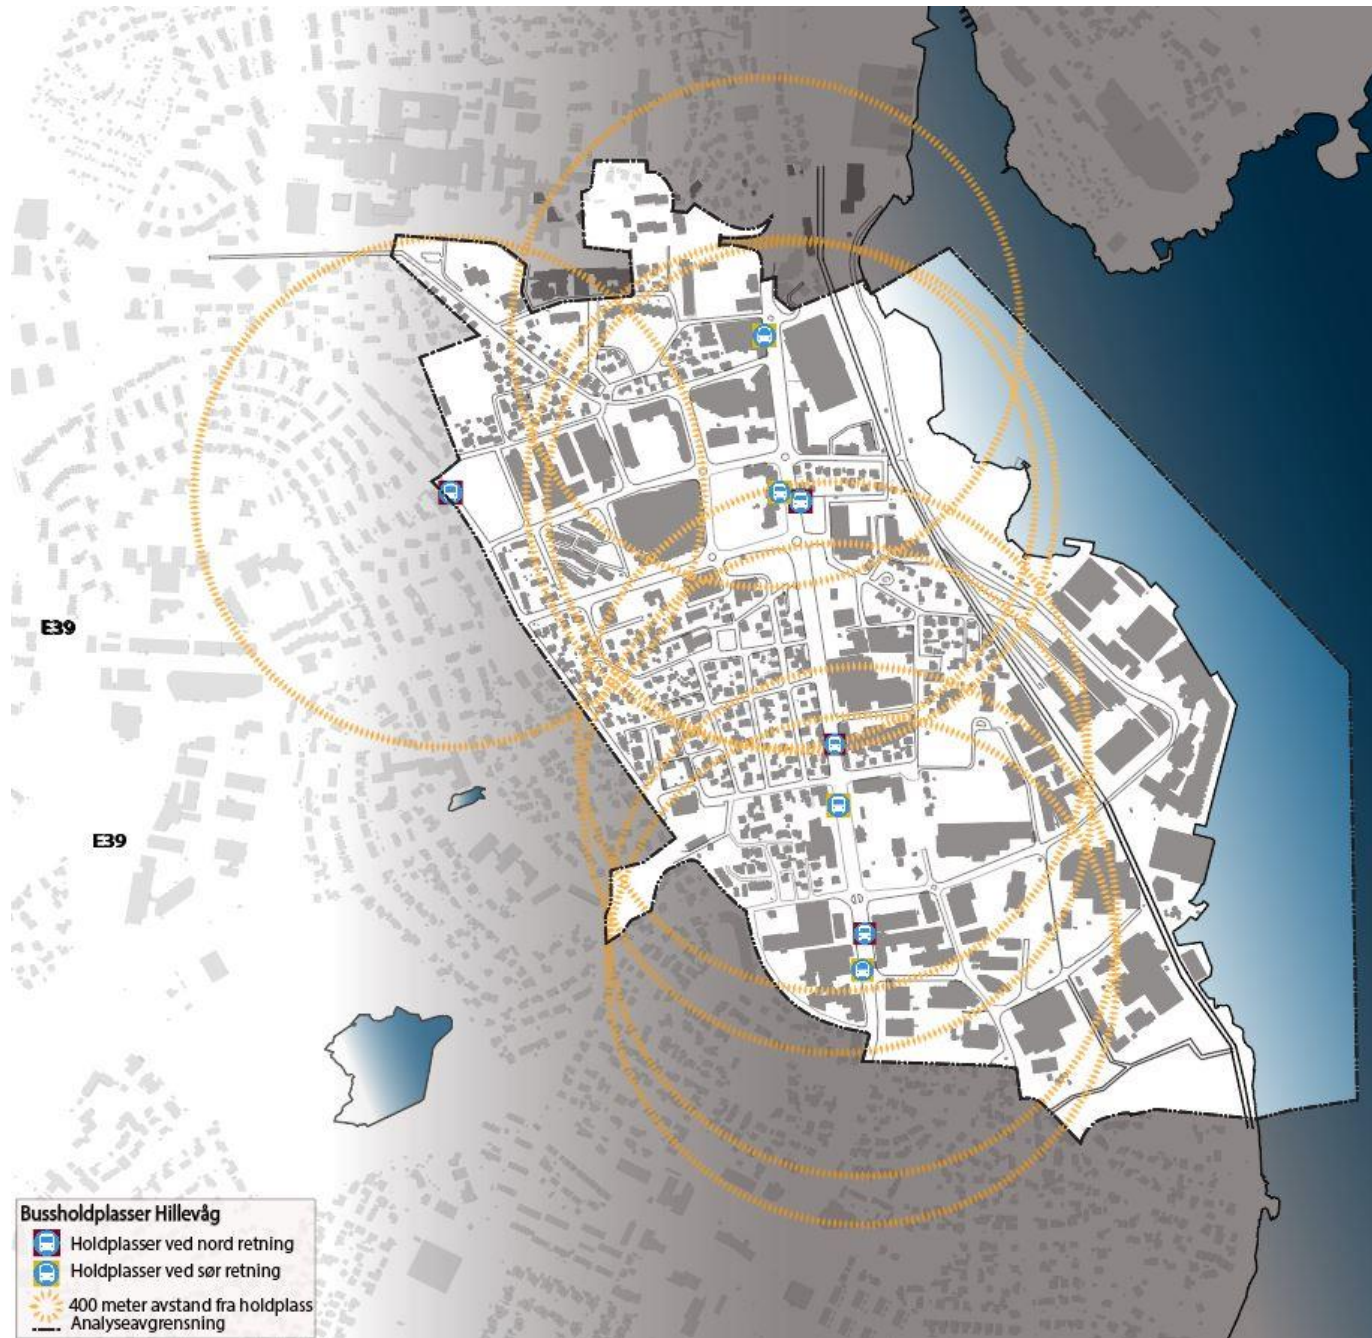 E39
E39
Bussholdplasser Hillevåg
Holdplasser ved nord retning
Holdplasser ved sør retning
400 meter avstand fra holdplass
Analyseavgrensning